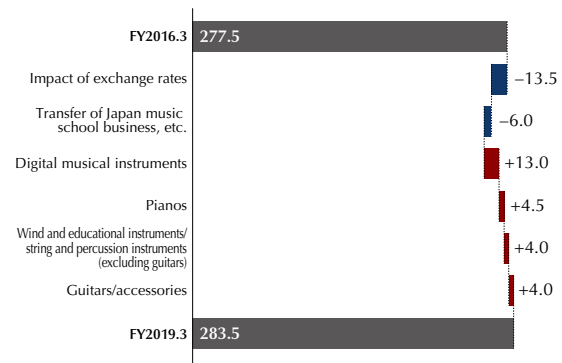 FY2016.3 277.5
Impact of exchange rates –13.5
Transfer of Japan music
school business, etc. –6.0
Digital musical instruments +13.0
Pianos +4.5
Wind and educational instruments/
string and percussion instruments
(excluding guitars) +4.0
Guitars/accessories +4.0
FY2019.3 283.5